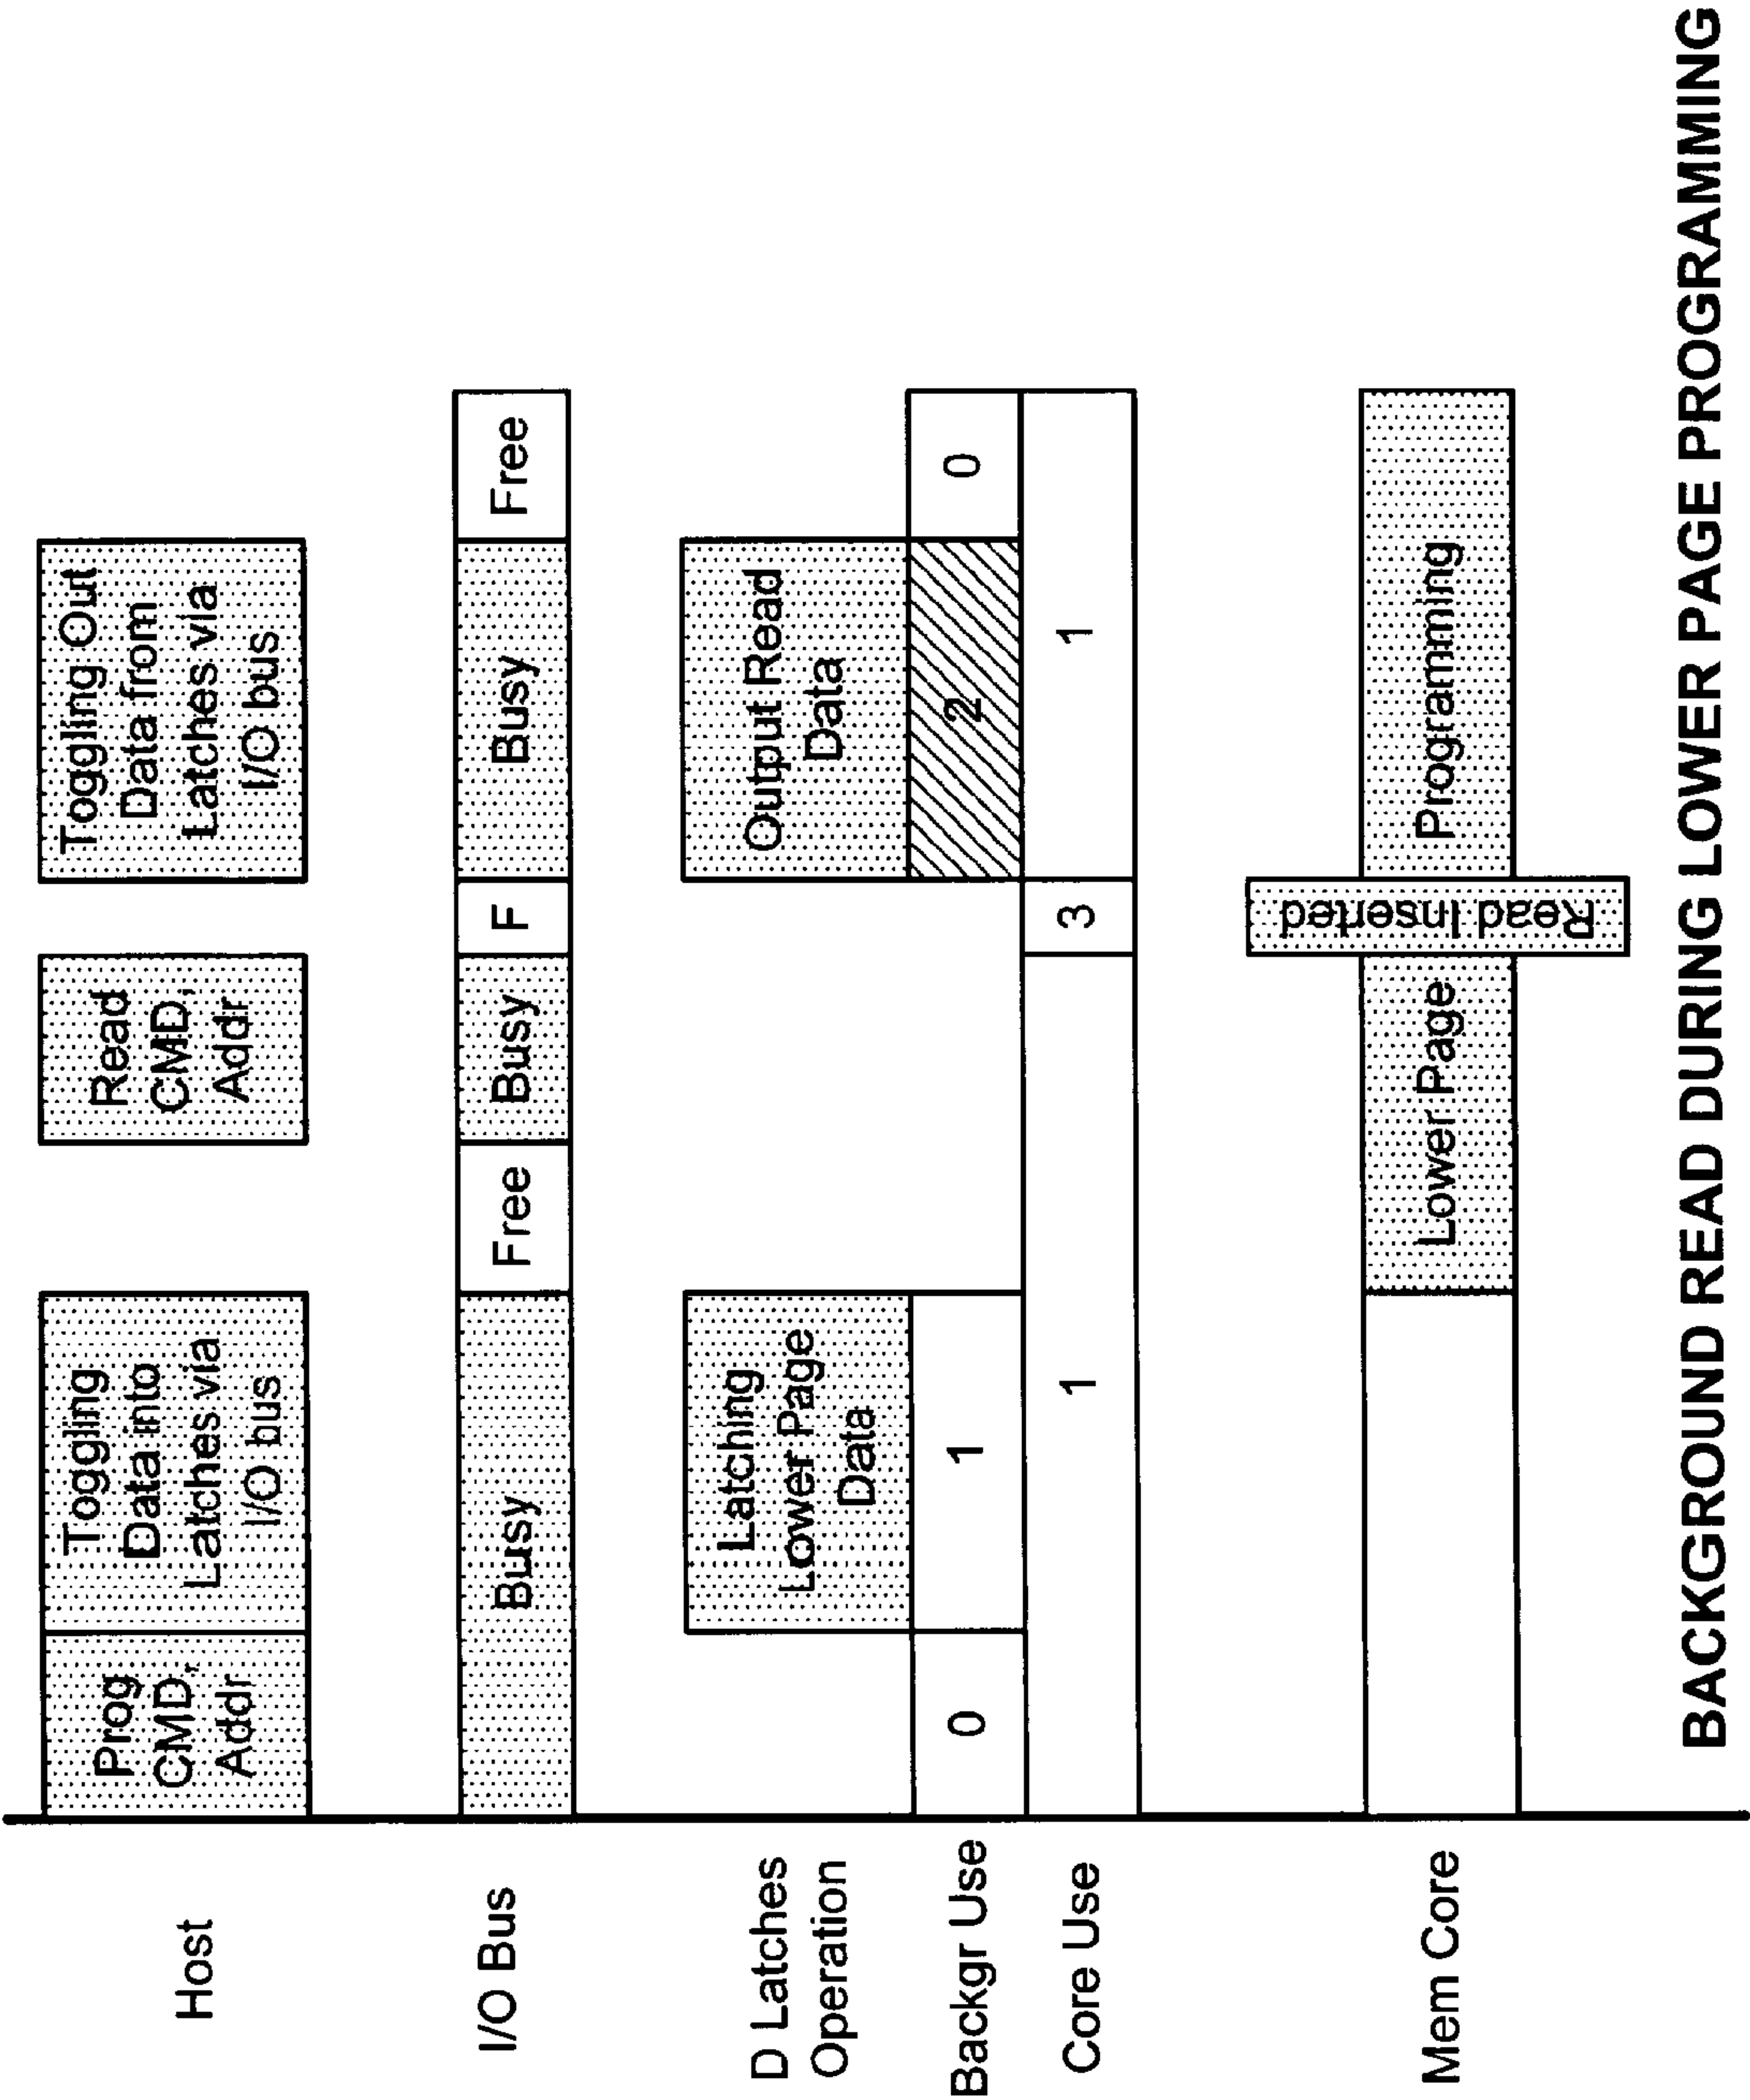 Host
Prog
CMD,
Addr
Toggling
Data into
Latches via
I/O bus
Read
CMD,
Addr
Toggling Out
Data from
Latches via
I/O bus
I/O Bus
Busy
Free
Busy
F
Busy
Free
D Latches
Operation
Latching
Lower Page
Data
Output Read
Data
Backgr Use
0
1
2
0
Core Use
1
3
1
Mem Core
Lower Page
Read Inserted
Programming
BACKGROUND READ DURING LOWER PAGE PROGRAMMING